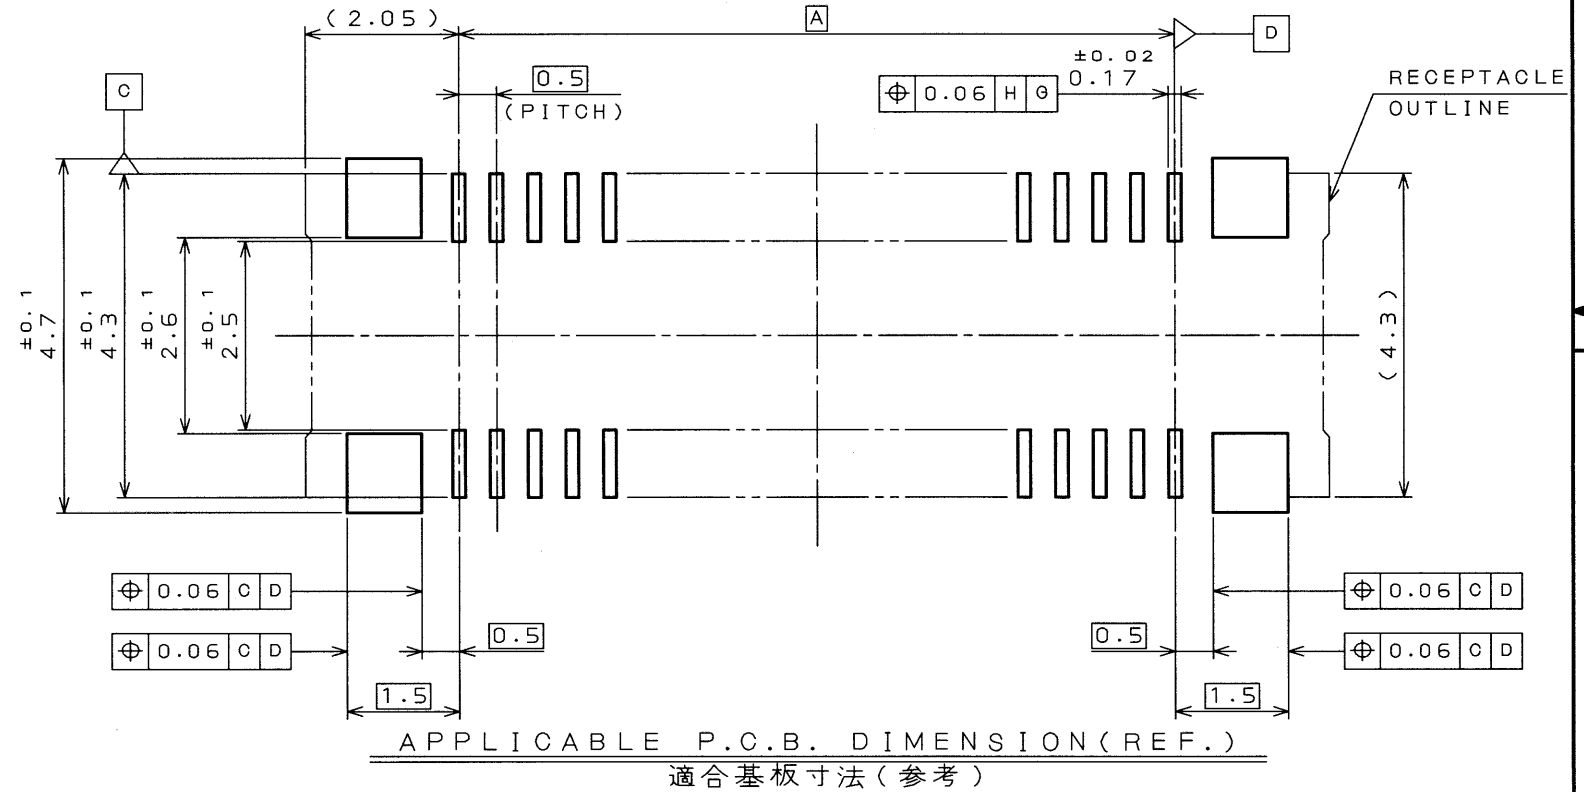 (2.05)
A
D
C
0.5
(PITCH)
⌖ 0.06 H G
±0.02
0.17
RECEPTACLE
OUTLINE
±0.1
4.7
±0.1
4.3
±0.1
2.6
±0.1
2.5
(4.3)
⌖ 0.06 C D
⌖ 0.06 C D
⌖ 0.06 C D
⌖ 0.06 C D
0.5
0.5
1.5
1.5
APPLICABLE P.C.B. DIMENSION(REF.)
適合基板寸法(参考)